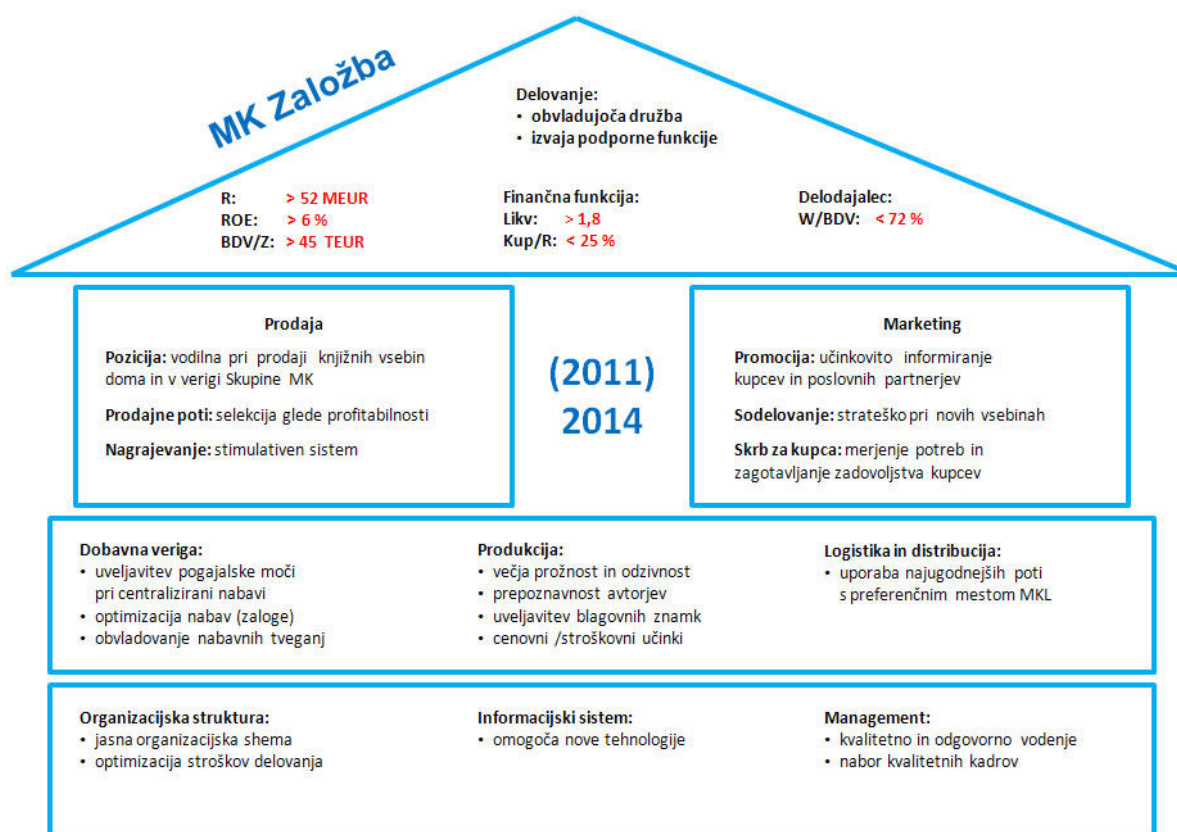 MK Založba
Delovanje:
• obvladujoča družba
• izvaja podporne funkcije
R: > 52 MEUR
ROE: > 6 %
BDV/Z: > 45 TEUR
Finančna funkcija:
Likv: > 1,8
Kup/R: < 25 %
Delodajalec:
W/BDV: < 72 %
Prodaja
Pozicija: vodilna pri prodaji knjižnih vsebin
doma in v verigi Skupine MK
Prodajne poti: selekcija glede profitabilnosti
Nagrajevanje: stimulativen sistem
(2011)
2014
Marketing
Promocija: učinkovito informiranje
kupcev in poslovnih partnerjev
Sodelovanje: strateško pri novih vsebinah
Skrb za kupca: merjenje potreb in
zagotavljanje zadovoljstva kupcev
Dobavna veriga:
• uveljavitev pogajalske moči
pri centralizirani nabavi
• optimizacija nabav (zaloge)
• obvladovanje nabavnih tveganj
Produkcija:
• večja prožnost in odzivnost
• prepoznavnost avtorjev
• uveljavitev blagovnih znamk
• cenovni /stroškovni učinki
Logistika in distribucija:
• uporaba najugodnejših poti
s preferenčnim mestom MKL
Organizacijska struktura:
• jasna organizacijska shema
• optimizacija stroškov delovanja
Informacijski sistem:
• omogoča nove tehnologije
Management:
• kvalitetno in odgovorno vodenje
• nabor kvalitetnih kadrov